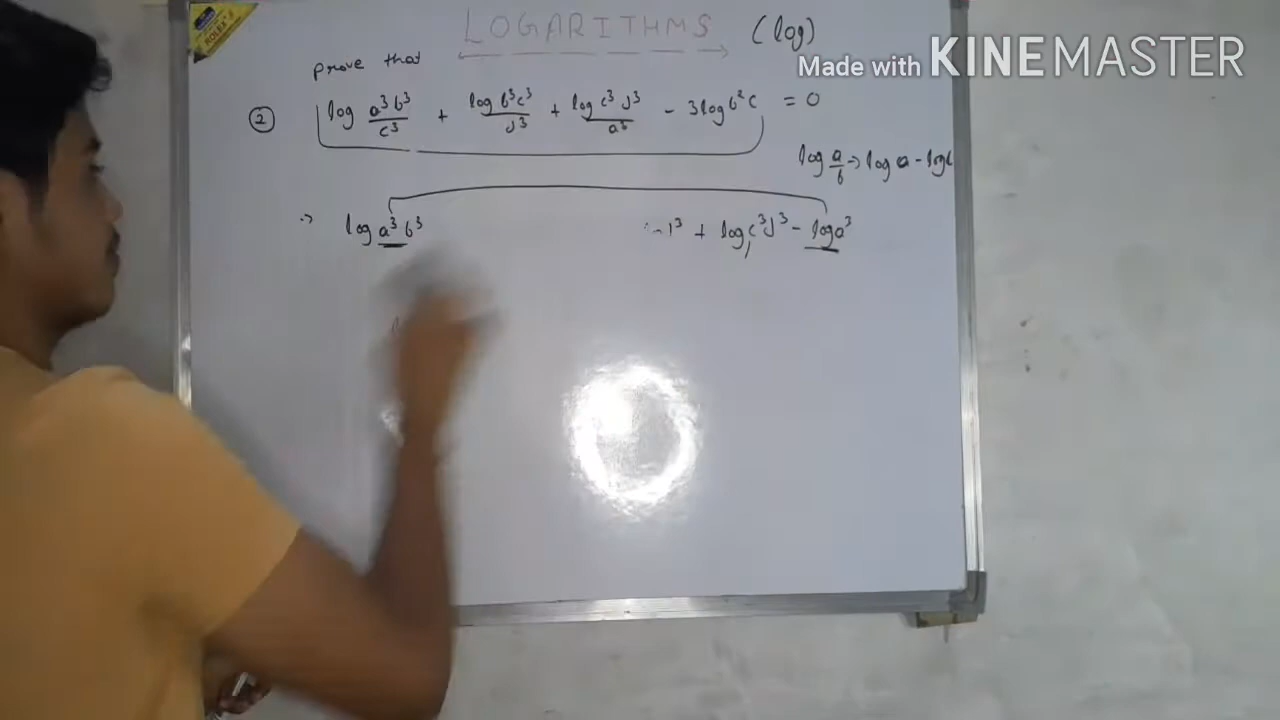 LOGARITHMS (log)
Made with KINEMASTER
prove that
② log a³b³/c³ + log b³c³/d³ + log c³d³/a³ - 3log b²c = 0
log a/b → log a - log
log a³b³ d³ + log c³d³ - log a³